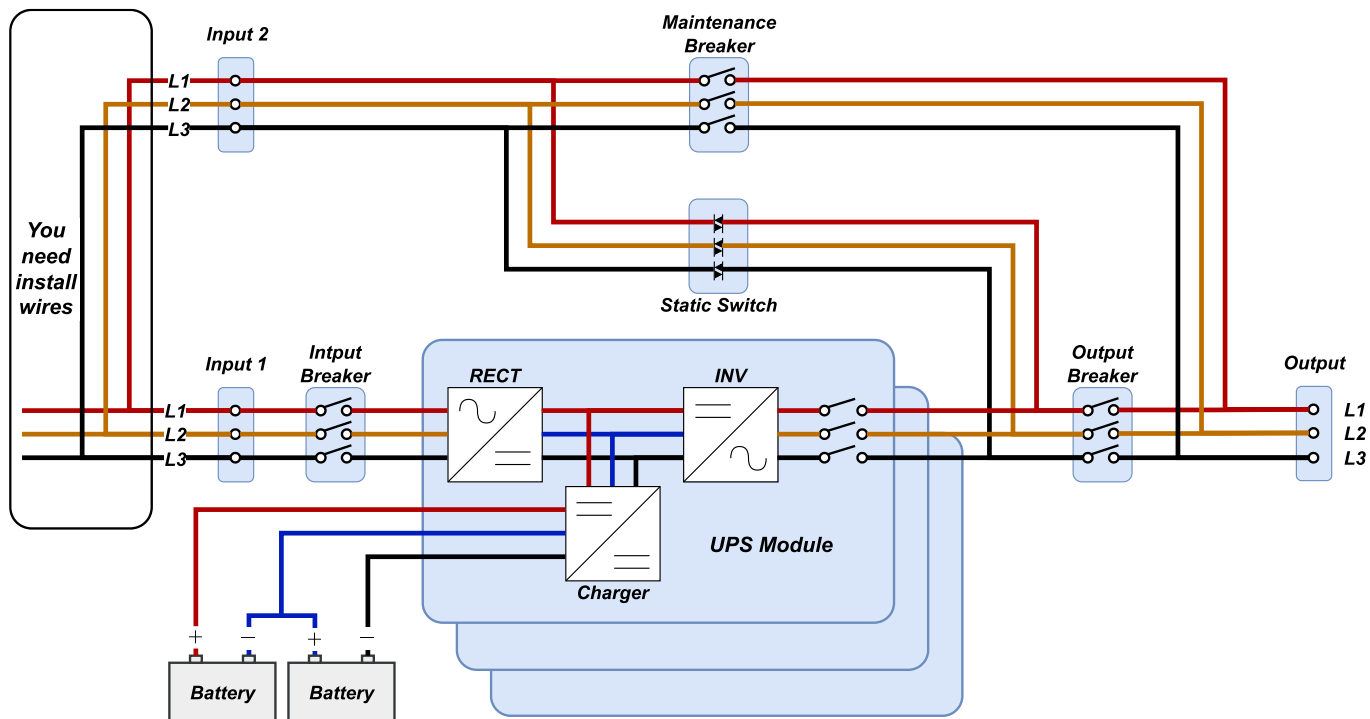 Input 2
Maintenance
Breaker
L1
L2
L3
You
need
install
wires
Static Switch
Input 1
Intput
Breaker
RECT
INV
Output
Breaker
Output
L1
L2
L3
L1
L2
L3
UPS Module
Charger
+
−
+
−
Battery
Battery